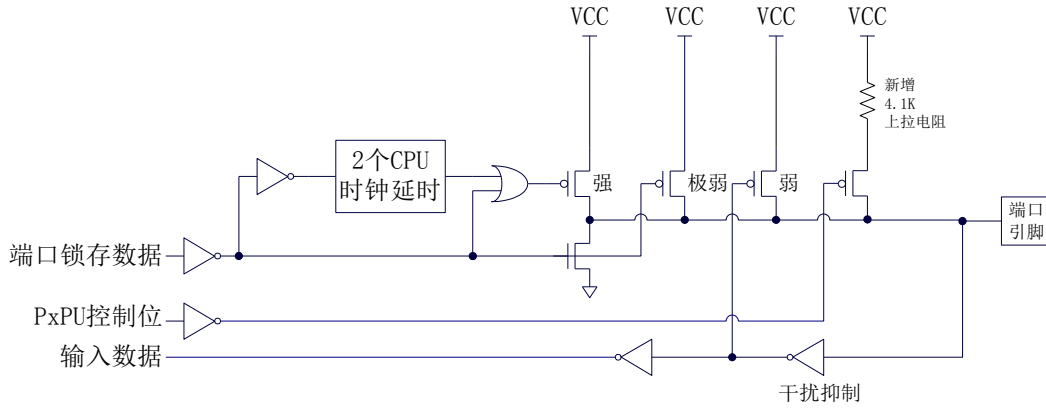 VCC
VCC
VCC
VCC
新增
4.1K
上拉电阻
2个CPU
时钟延时
强
极弱
弱
端口
引脚
端口锁存数据
PxPU控制位
输入数据
干扰抑制